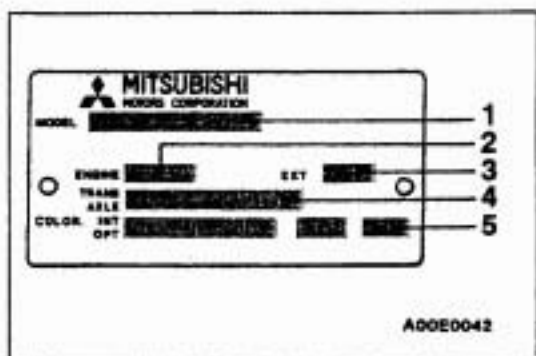 MITSUBISHI
MOTORS CORPORATION
MODEL 1
2
ENGINE EXT 3
TRANS
AXLE 4
COLOR. INT
OPT 5
A00E0042